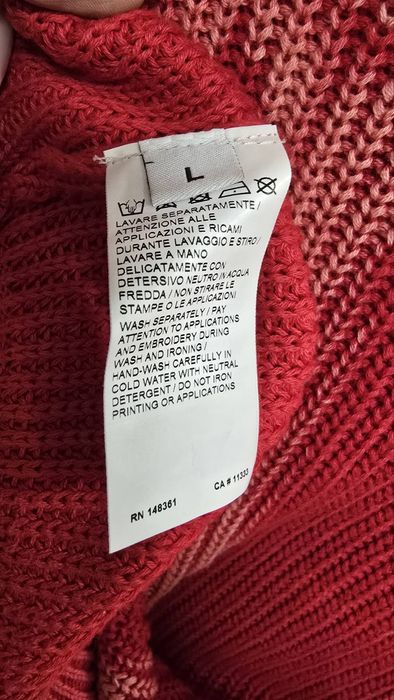 L
LAVARE SEPARATAMENTE /
ATTENZIONE ALLE
APPLICAZIONI E RICAMI
DURANTE LAVAGGIO E STIRO /
LAVARE A MANO
DELICATAMENTE CON
DETERSIVO NEUTRO IN ACQUA
FREDDA / NON STIRARE LE
STAMPE O LE APPLICAZIONI
WASH SEPARATELY / PAY
ATTENTION TO APPLICATIONS
AND EMBROIDERY DURING
WASH AND IRONING /
HAND-WASH CAREFULLY IN
COLD WATER WITH NEUTRAL
DETERGENT / DO NOT IRON
PRINTING OR APPLICATIONS
RN 148361 CA # 11333